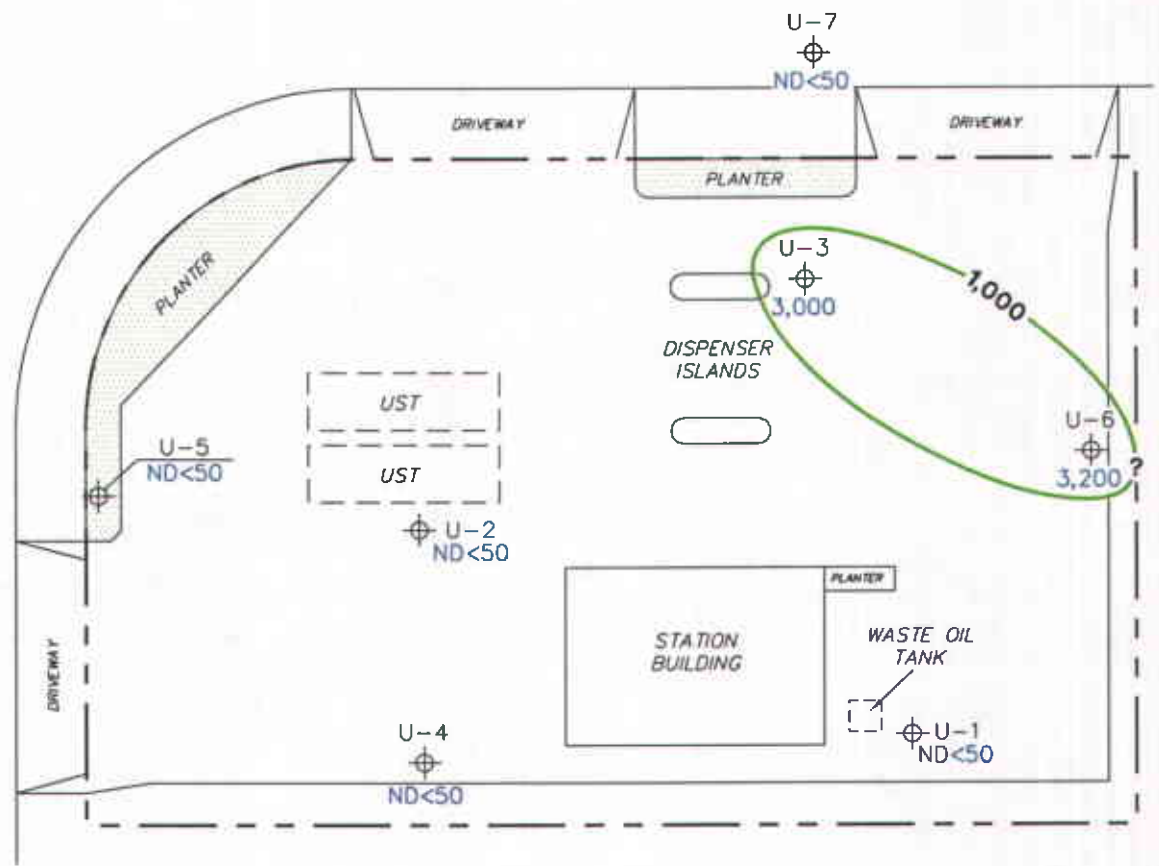 U-7
ND<50
DRIVEWAY
DRIVEWAY
PLANTER
PLANTER
U-3
3,000
1,000
DISPENSER
ISLANDS
UST
UST
U-5
ND<50
U-6
3,200
?
U-2
ND<50
PLANTER
STATION
BUILDING
WASTE OIL
TANK
DRIVEWAY
U-4
ND<50
U-1
ND<50